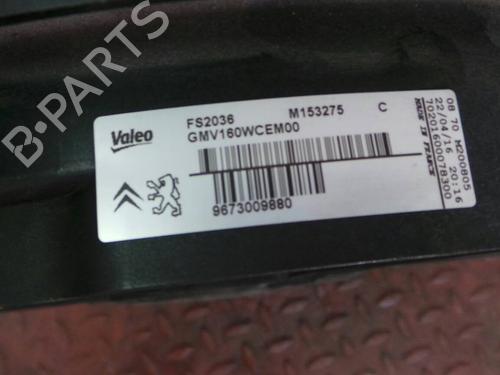 B-PARTS
Valeo
FS2036 M153275 C
GMV160WCEM00
9673009880
08 70 M200805
22/04/16 20:16
MADE IN FRANCE